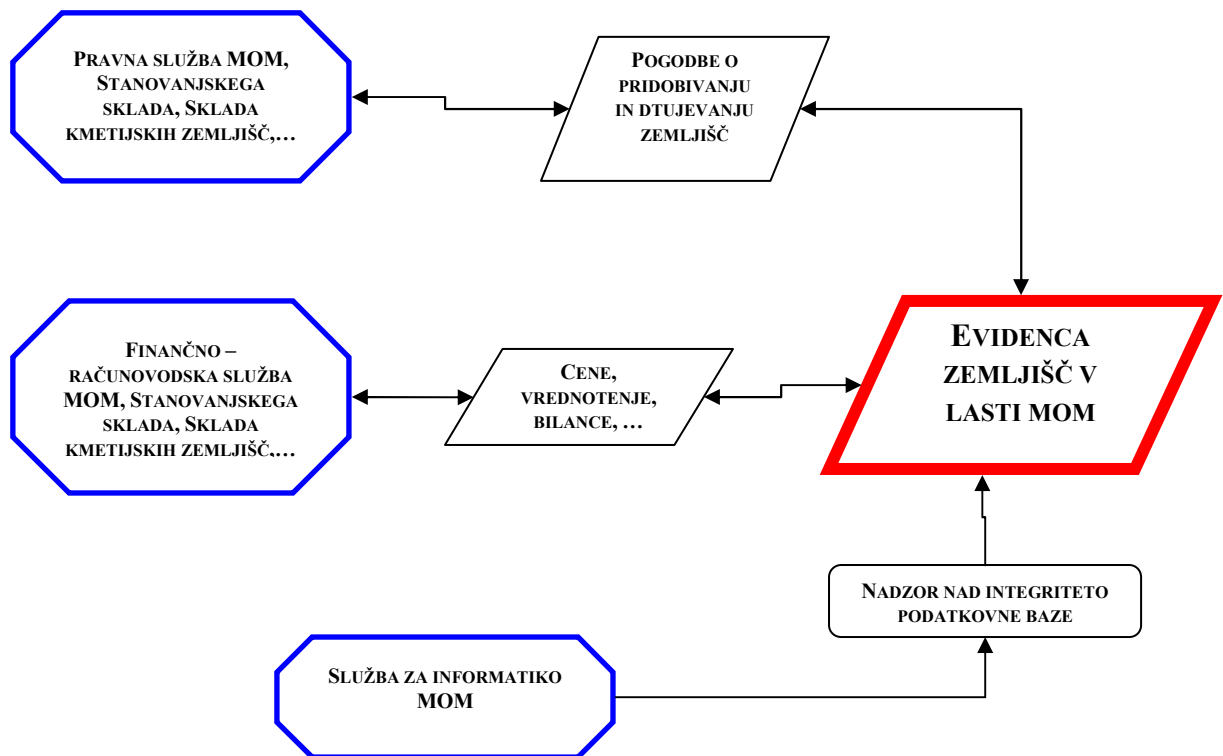 PRAVNA SLUŽBA MOM,
STANOVANJSKEGA
SKLADA, SKLADA
KMETIJSKIH ZEMLJIŠČ,…
POGODBE O
PRIDOBIVANJU
IN DTUJEVANJU
ZEMLJIŠČ
FINANČNO –
RAČUNOVODSKA SLUŽBA
MOM, STANOVANJSKEGA
SKLADA, SKLADA
KMETIJSKIH ZEMLJIŠČ,…
CENE,
VREDNOTENJE,
BILANCE, …
EVIDENCA
ZEMLJIŠČ V
LASTI MOM
NADZOR NAD INTEGRITETO
PODATKOVNE BAZE
SLUŽBA ZA INFORMATIKO
MOM